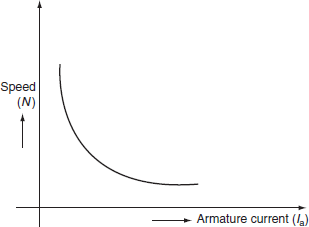 Speed
(N)
Armature current (Iₐ)